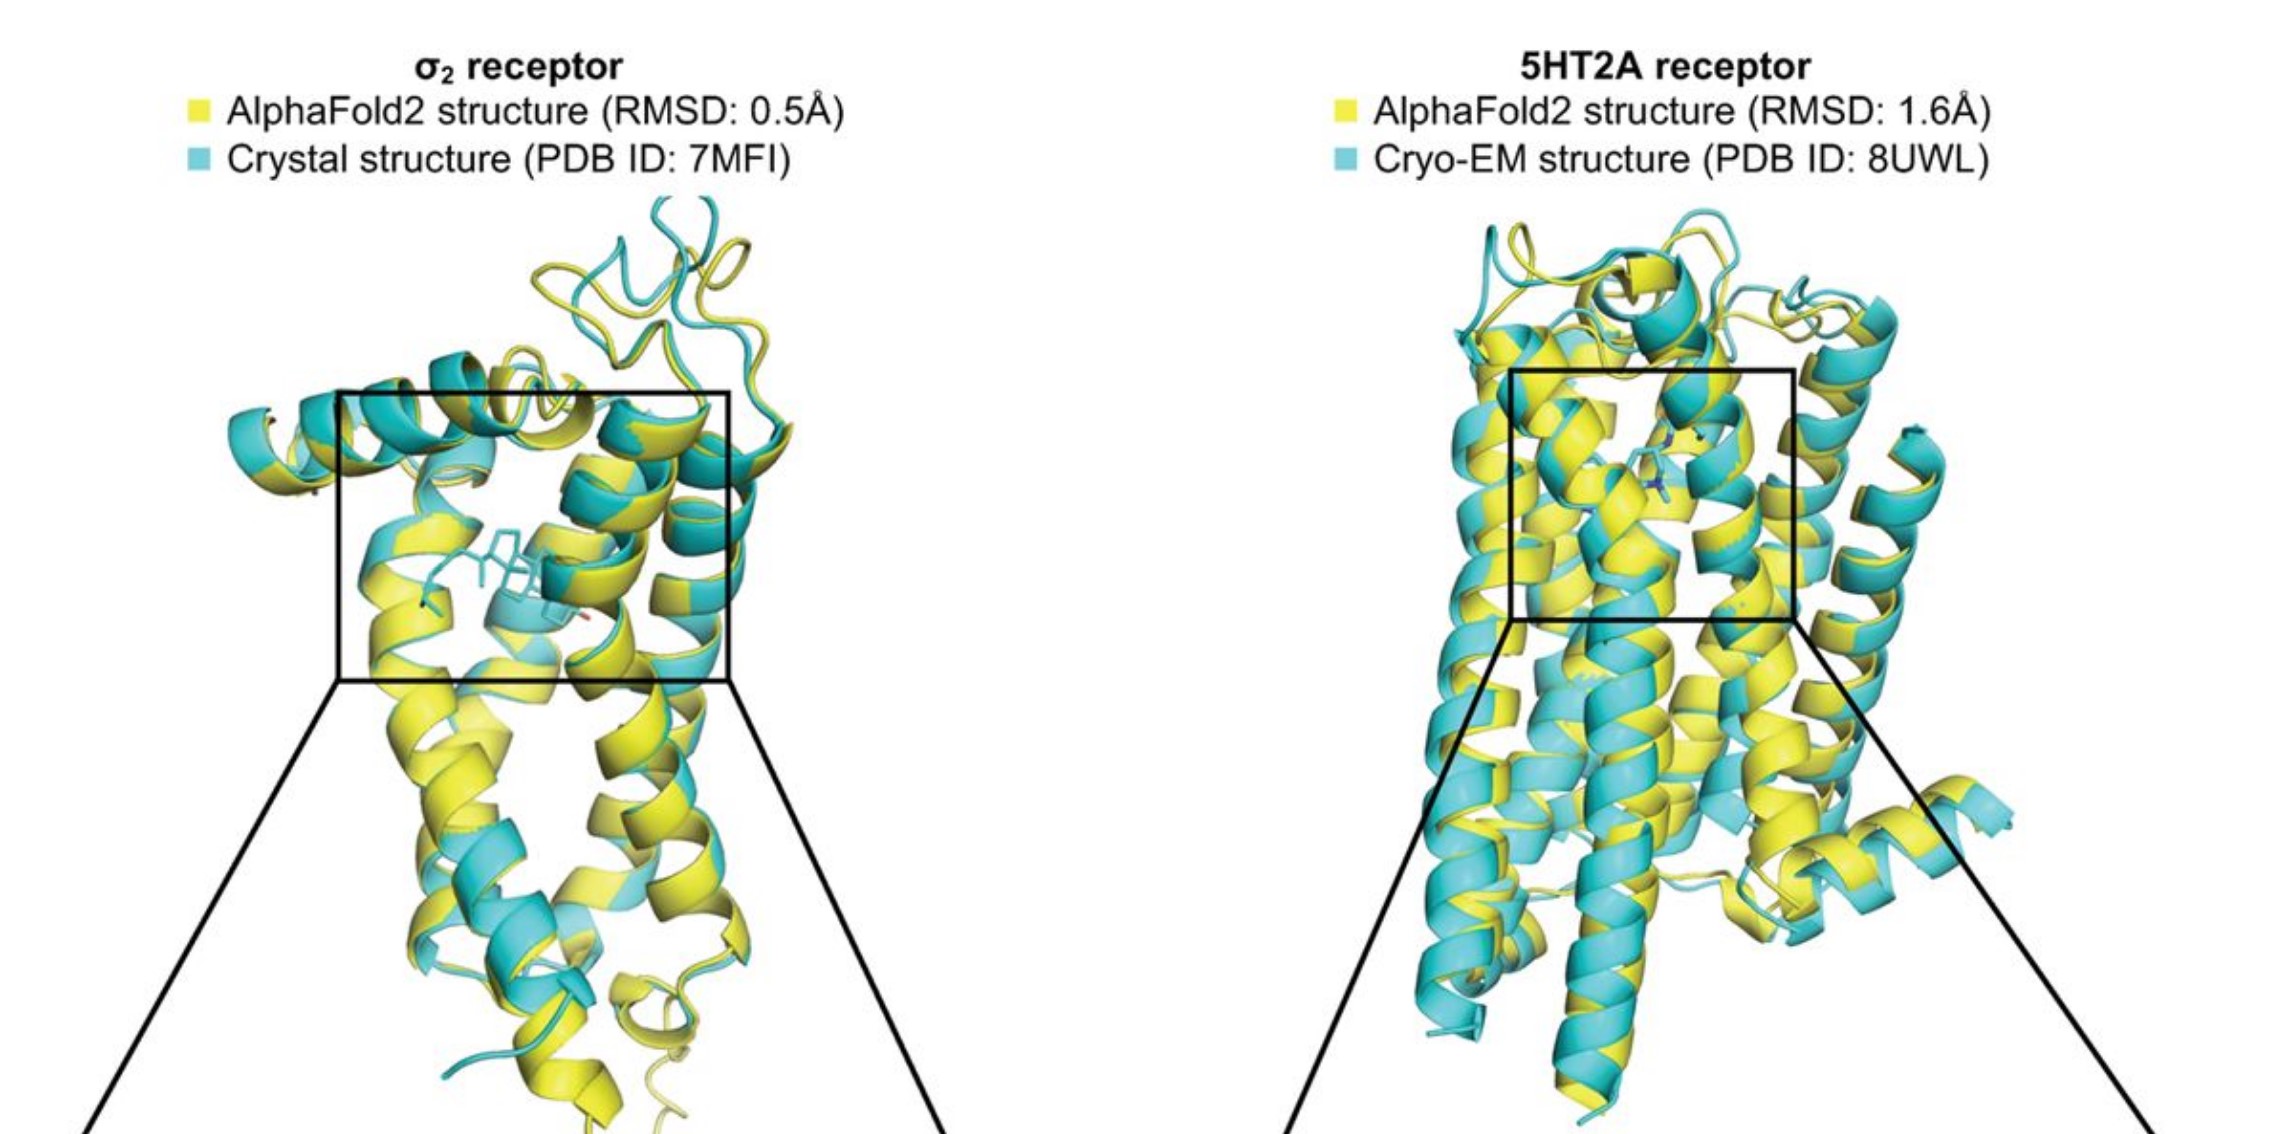 σ₂ receptor
AlphaFold2 structure (RMSD: 0.5Å)
Crystal structure (PDB ID: 7MFI)
5HT2A receptor
AlphaFold2 structure (RMSD: 1.6Å)
Cryo-EM structure (PDB ID: 8UWL)